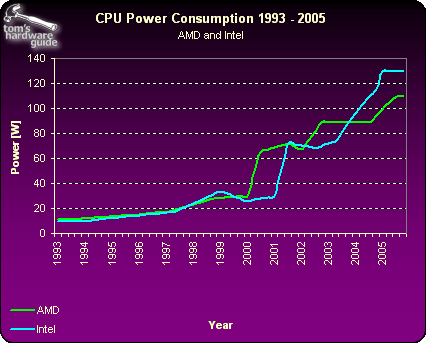 tom's
hardware
guide
CPU Power Consumption 1993 - 2005
AMD and Intel
Power [W]
140
120
100
80
60
40
20
0
1993
1994
1995
1996
1997
1998
1999
2000
2001
2002
2003
2004
2005
Year
AMD
Intel